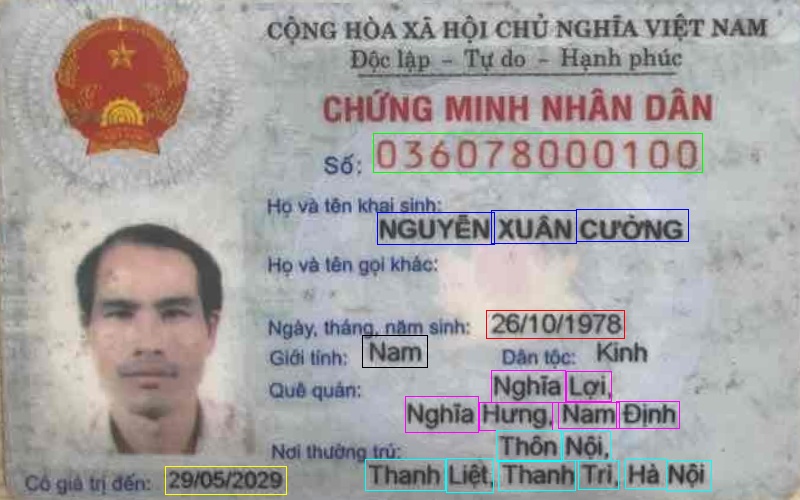 CỘNG HÒA XÃ HỘI CHỦ NGHĨA VIỆT NAM
Độc lập - Tự do - Hạnh phúc
CHỨNG MINH NHÂN DÂN
Số: 036078000100
Họ và tên khai sinh:
NGUYỄN XUÂN CƯỜNG
Họ và tên gọi khác:
Ngày, tháng, năm sinh: 26/10/1978
Giới tính: Nam Dân tộc: Kinh
Quê quán: Nghĩa Lợi,
Nghĩa Hưng, Nam Định
Nơi thường trú: Thôn Nội,
Thanh Liệt, Thanh Trì, Hà Nội
Có giá trị đến: 29/05/2029